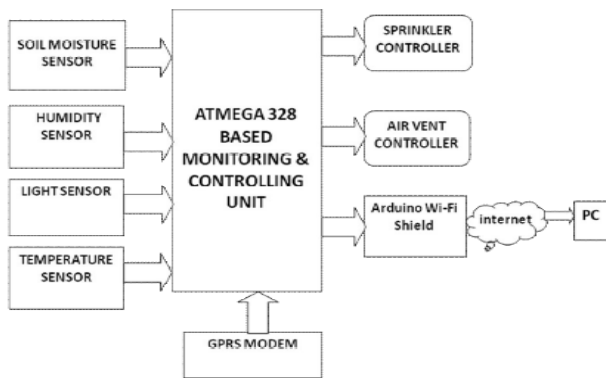 SOIL MOISTURE
SENSOR
HUMIDITY
SENSOR
LIGHT SENSOR
TEMPERATURE
SENSOR
ATMEGA 328
BASED
MONITORING &
CONTROLLING
UNIT
GPRS MODEM
SPRINKLER
CONTROLLER
AIR VENT
CONTROLLER
Arduino Wi-Fi
Shield
internet
PC